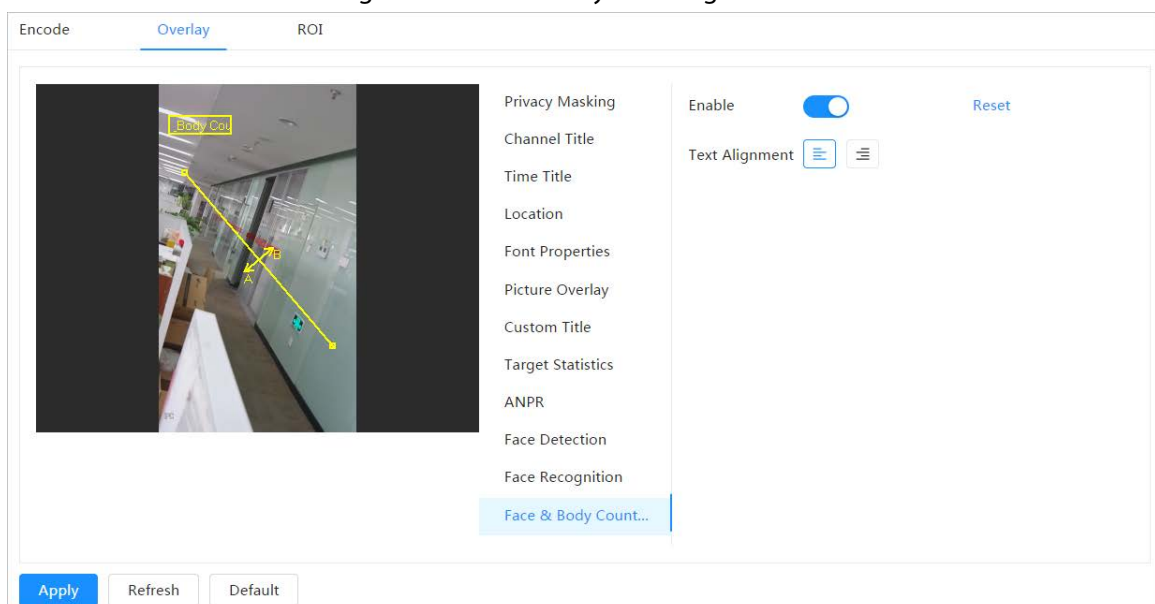 Encode Overlay ROI
Body Cou
B
A
IPC
Privacy Masking
Channel Title
Time Title
Location
Font Properties
Picture Overlay
Custom Title
Target Statistics
ANPR
Face Detection
Face Recognition
Face & Body Count...
Enable Reset
Text Alignment
Apply Refresh Default